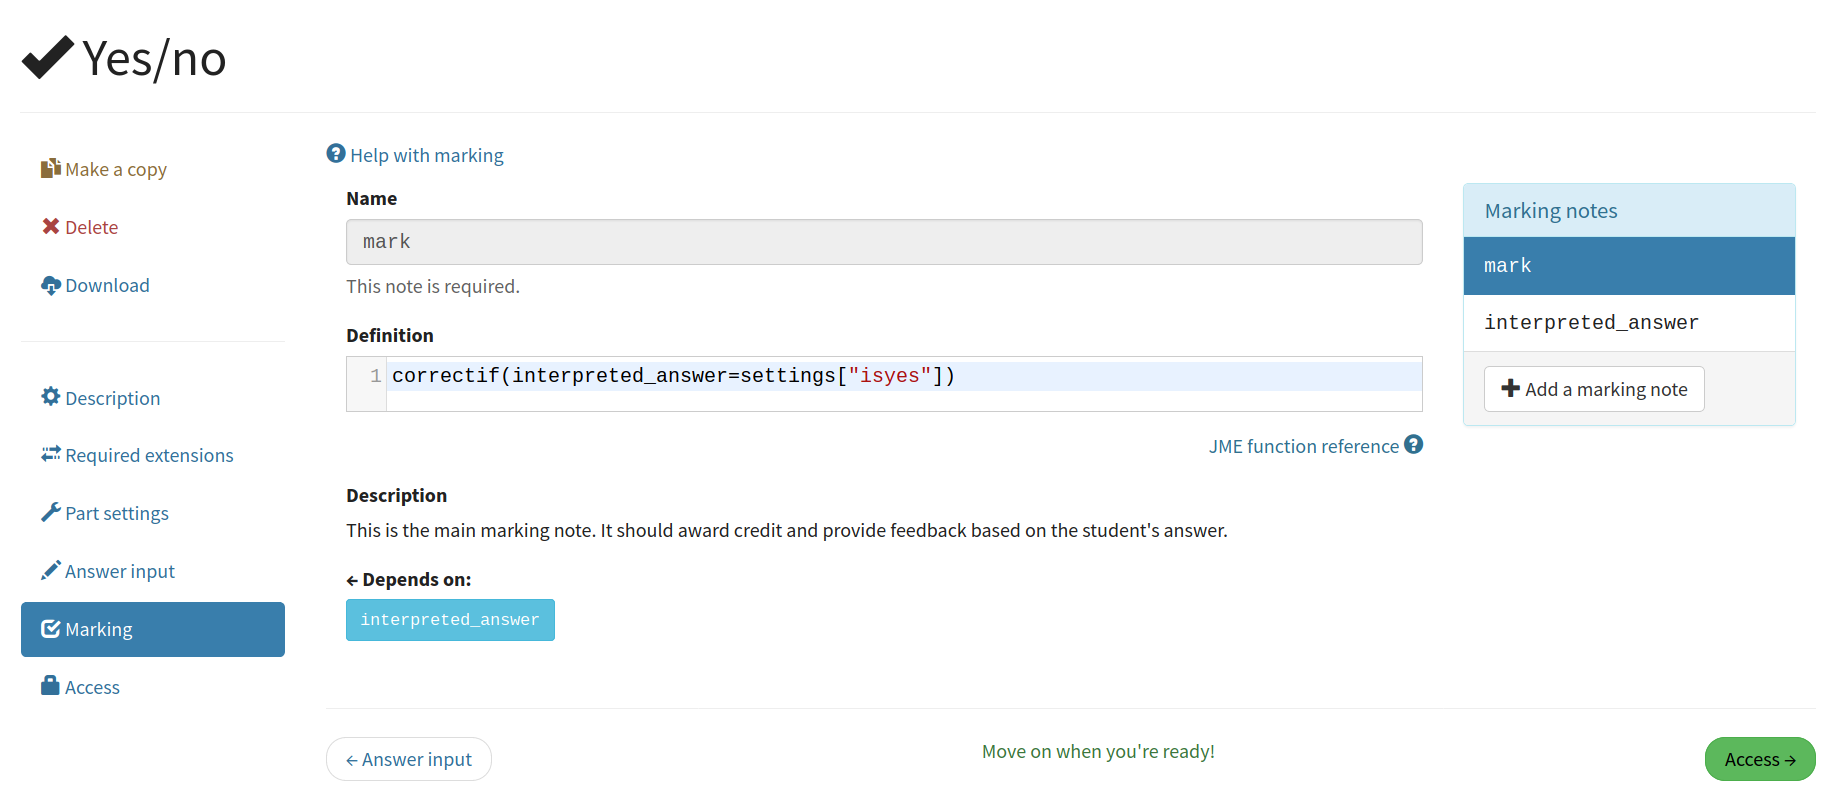 Yes/no
Make a copy
Delete
Download
Description
Required extensions
Part settings
Answer input
Marking
Access
Help with marking
Name
mark
This note is required.
Definition
1 correctif(interpreted_answer=settings["isyes"])
JME function reference
Description
This is the main marking note. It should award credit and provide feedback based on the student's answer.
← Depends on:
interpreted_answer
Marking notes
mark
interpreted_answer
Add a marking note
← Answer input
Move on when you're ready!
Access →